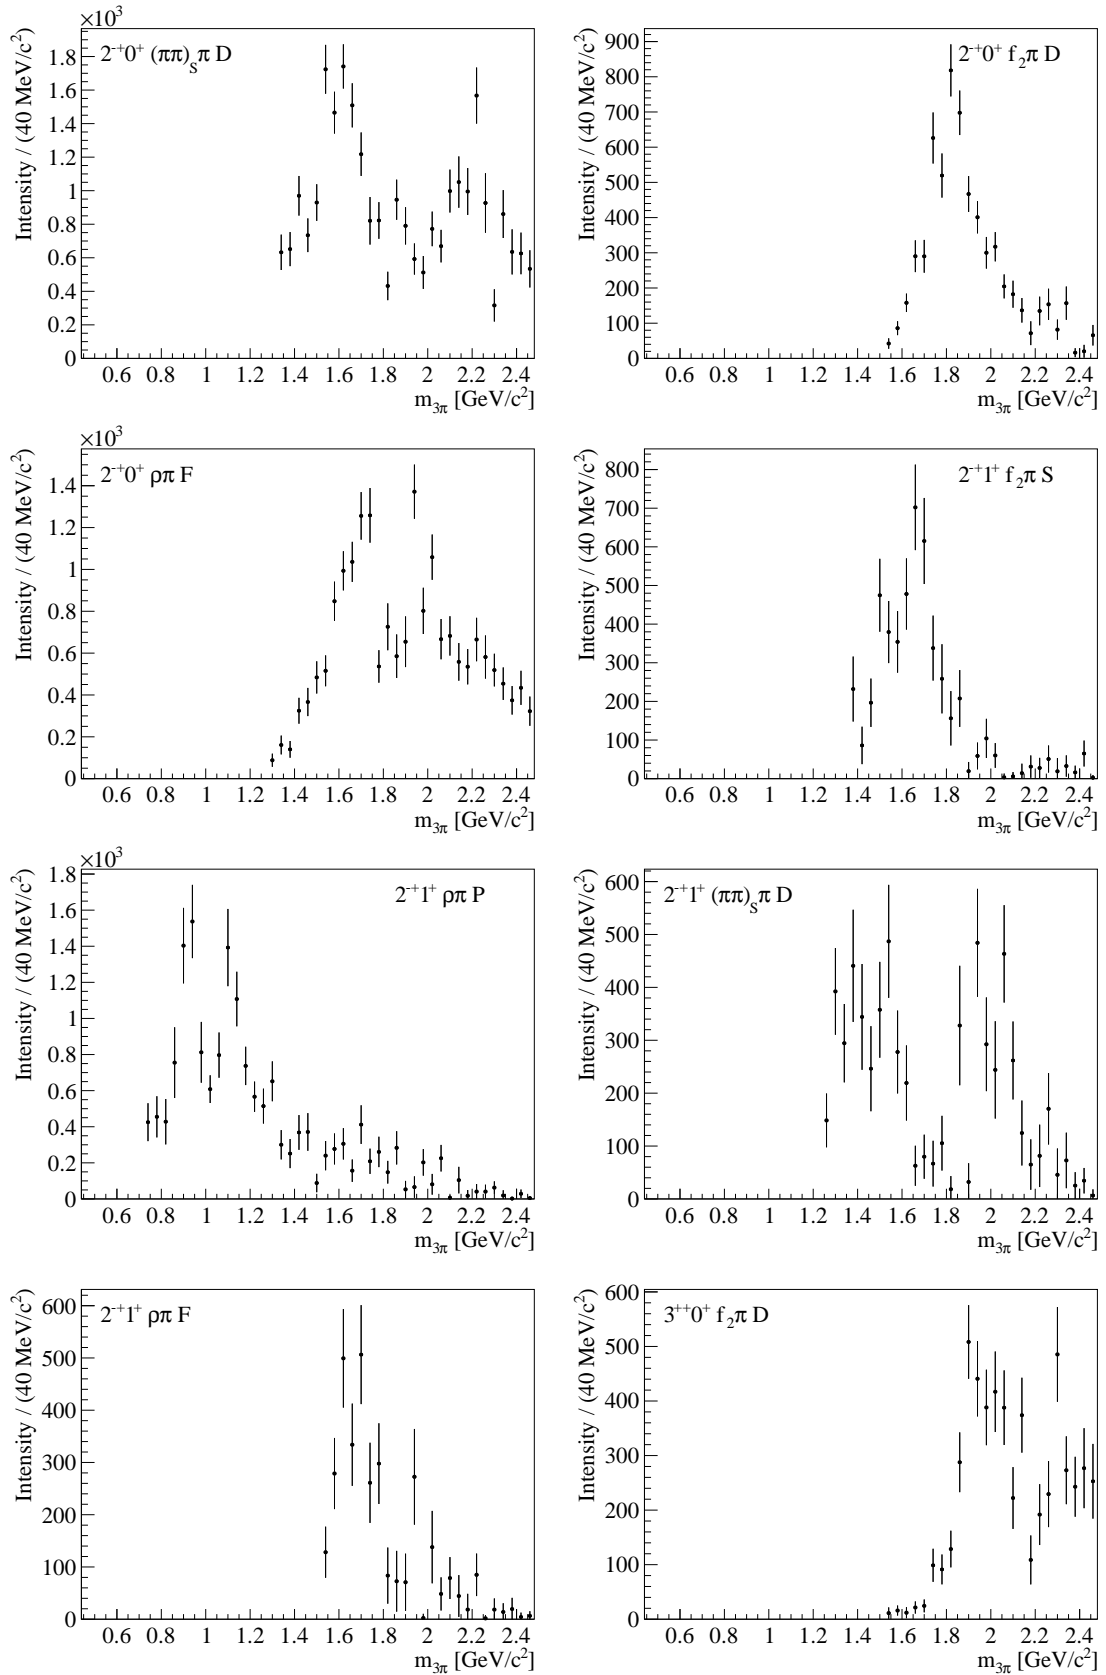 ×10³
Intensity / (40 MeV/c²)
2⁻⁺0⁺ (ππ)ₛπ D
1.8
1.6
1.4
1.2
1
0.8
0.6
0.4
0.2
0
0.6 0.8 1 1.2 1.4 1.6 1.8 2 2.2 2.4
m₃π [GeV/c²]
Intensity / (40 MeV/c²)
2⁻⁺0⁺ f₂π D
900
800
700
600
500
400
300
200
100
0
0.6 0.8 1 1.2 1.4 1.6 1.8 2 2.2 2.4
m₃π [GeV/c²]
×10³
Intensity / (40 MeV/c²)
2⁻⁺0⁺ ρπ F
1.4
1.2
1
0.8
0.6
0.4
0.2
0
0.6 0.8 1 1.2 1.4 1.6 1.8 2 2.2 2.4
m₃π [GeV/c²]
Intensity / (40 MeV/c²)
2⁻⁺1⁺ f₂π S
800
700
600
500
400
300
200
100
0
0.6 0.8 1 1.2 1.4 1.6 1.8 2 2.2 2.4
m₃π [GeV/c²]
×10³
Intensity / (40 MeV/c²)
2⁻⁺1⁺ ρπ P
1.8
1.6
1.4
1.2
1
0.8
0.6
0.4
0.2
0
0.6 0.8 1 1.2 1.4 1.6 1.8 2 2.2 2.4
m₃π [GeV/c²]
Intensity / (40 MeV/c²)
2⁻⁺1⁺ (ππ)ₛπ D
600
500
400
300
200
100
0
0.6 0.8 1 1.2 1.4 1.6 1.8 2 2.2 2.4
m₃π [GeV/c²]
Intensity / (40 MeV/c²)
2⁻⁺1⁺ ρπ F
600
500
400
300
200
100
0
0.6 0.8 1 1.2 1.4 1.6 1.8 2 2.2 2.4
m₃π [GeV/c²]
Intensity / (40 MeV/c²)
3⁺⁺0⁺ f₂π D
600
500
400
300
200
100
0
0.6 0.8 1 1.2 1.4 1.6 1.8 2 2.2 2.4
m₃π [GeV/c²]